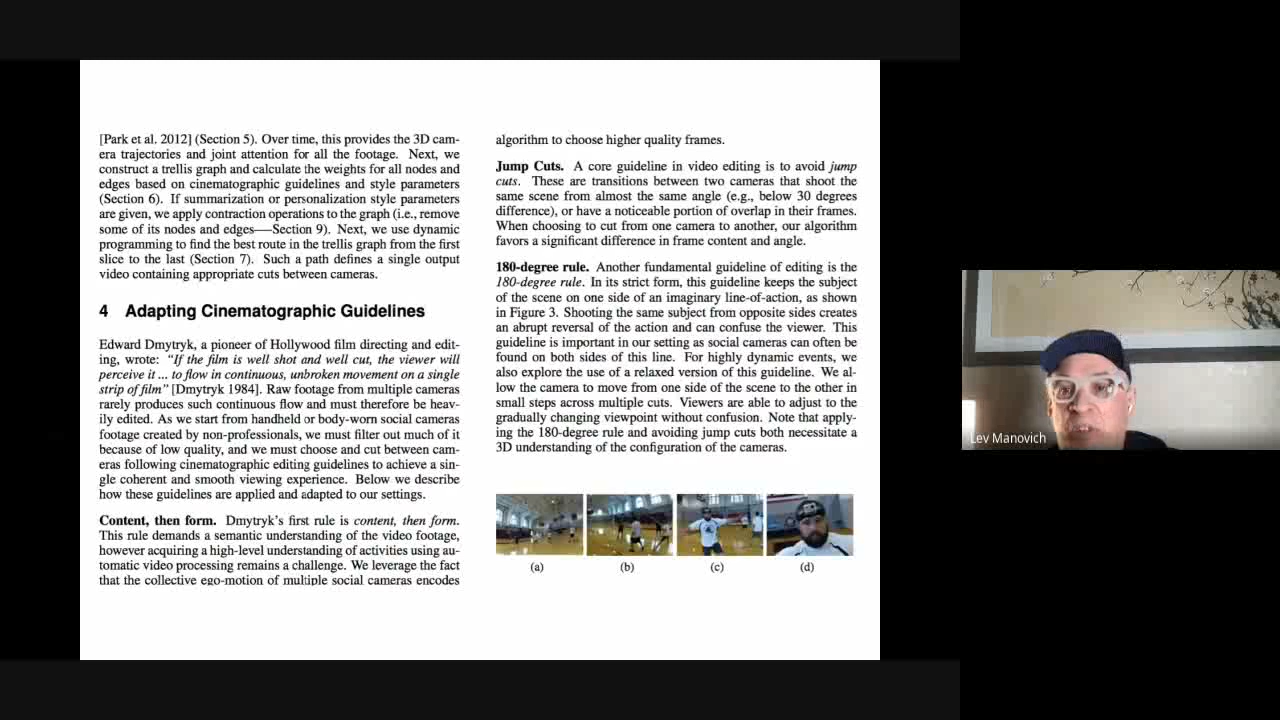 [Park et al. 2012] (Section 5). Over time, this provides the 3D cam-
era trajectories and joint attention for all the footage. Next, we
construct a trellis graph and calculate the weights for all nodes and
edges based on cinematographic guidelines and style parameters
(Section 6). If summarization or personalization style parameters
are given, we apply contraction operations to the graph (i.e., remove
some of its nodes and edges—Section 9). Next, we use dynamic
programming to find the best route in the trellis graph from the first
slice to the last (Section 7). Such a path defines a single output
video containing appropriate cuts between cameras.
4 Adapting Cinematographic Guidelines
Edward Dmytryk, a pioneer of Hollywood film directing and edit-
ing, wrote: “If the film is well shot and well cut, the viewer will
perceive it ... to flow in continuous, unbroken movement on a single
strip of film” [Dmytryk 1984]. Raw footage from multiple cameras
rarely produces such continuous flow and must therefore be heav-
ily edited. As we start from handheld or body-worn social cameras
footage created by non-professionals, we must filter out much of it
because of low quality, and we must choose and cut between cam-
eras following cinematographic editing guidelines to achieve a sin-
gle coherent and smooth viewing experience. Below we describe
how these guidelines are applied and adapted to our settings.
Content, then form. Dmytryk’s first rule is content, then form.
This rule demands a semantic understanding of the video footage,
however acquiring a high-level understanding of activities using au-
tomatic video processing remains a challenge. We leverage the fact
that the collective ego-motion of multiple social cameras encodes
algorithm to choose higher quality frames.
Jump Cuts. A core guideline in video editing is to avoid jump
cuts. These are transitions between two cameras that shoot the
same scene from almost the same angle (e.g., below 30 degrees
difference), or have a noticeable portion of overlap in their frames.
When choosing to cut from one camera to another, our algorithm
favors a significant difference in frame content and angle.
180-degree rule. Another fundamental guideline of editing is the
180-degree rule. In its strict form, this guideline keeps the subject
of the scene on one side of an imaginary line-of-action, as shown
in Figure 3. Shooting the same subject from opposite sides creates
an abrupt reversal of the action and can confuse the viewer. This
guideline is important in our setting as social cameras can often be
found on both sides of this line. For highly dynamic events, we
also explore the use of a relaxed version of this guideline. We al-
low the camera to move from one side of the scene to the other in
small steps across multiple cuts. Viewers are able to adjust to the
gradually changing viewpoint without confusion. Note that apply-
ing the 180-degree rule and avoiding jump cuts both necessitate a
3D understanding of the configuration of the cameras.
(a) (b) (c) (d)
Lev Manovich